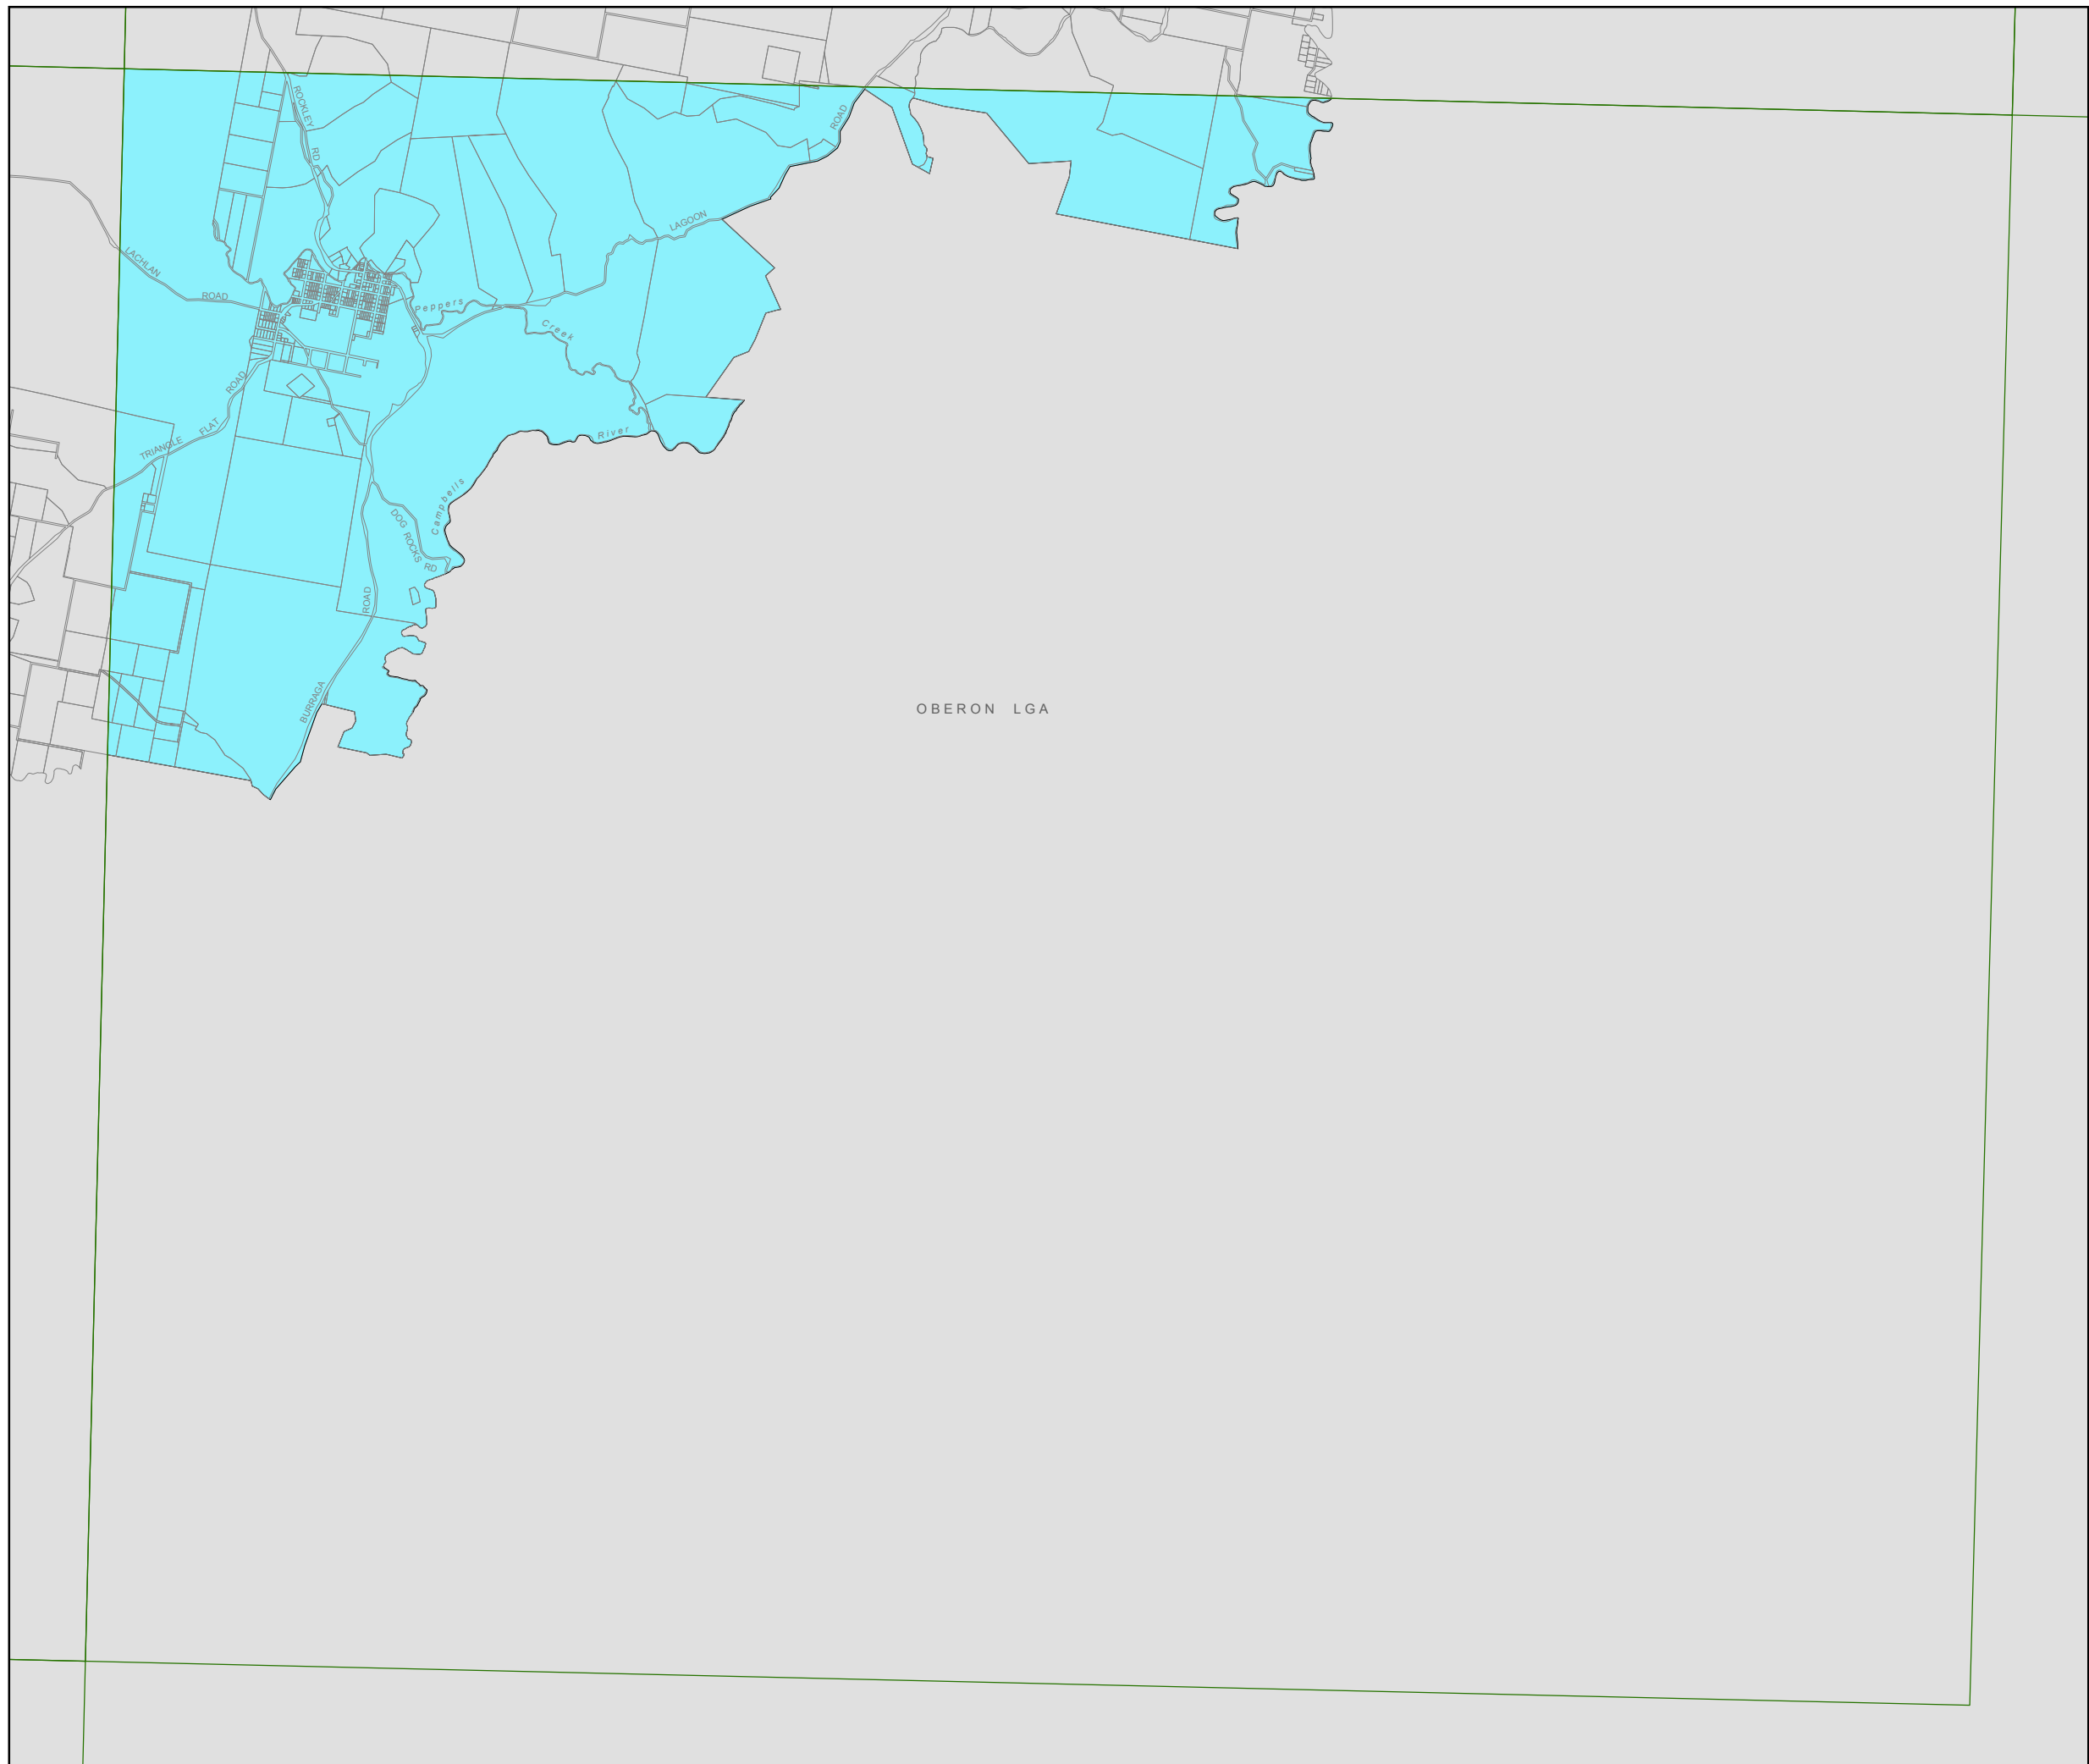 ROCKLEY
RD
ROAD
LAGOON
LACHLAN
ROAD
Peppers
Creek
ROAD
FLAT
TRIANGLE
River
Campbells
DOG ROCKS RD
ROAD
BURRAGA
OBERON LGA